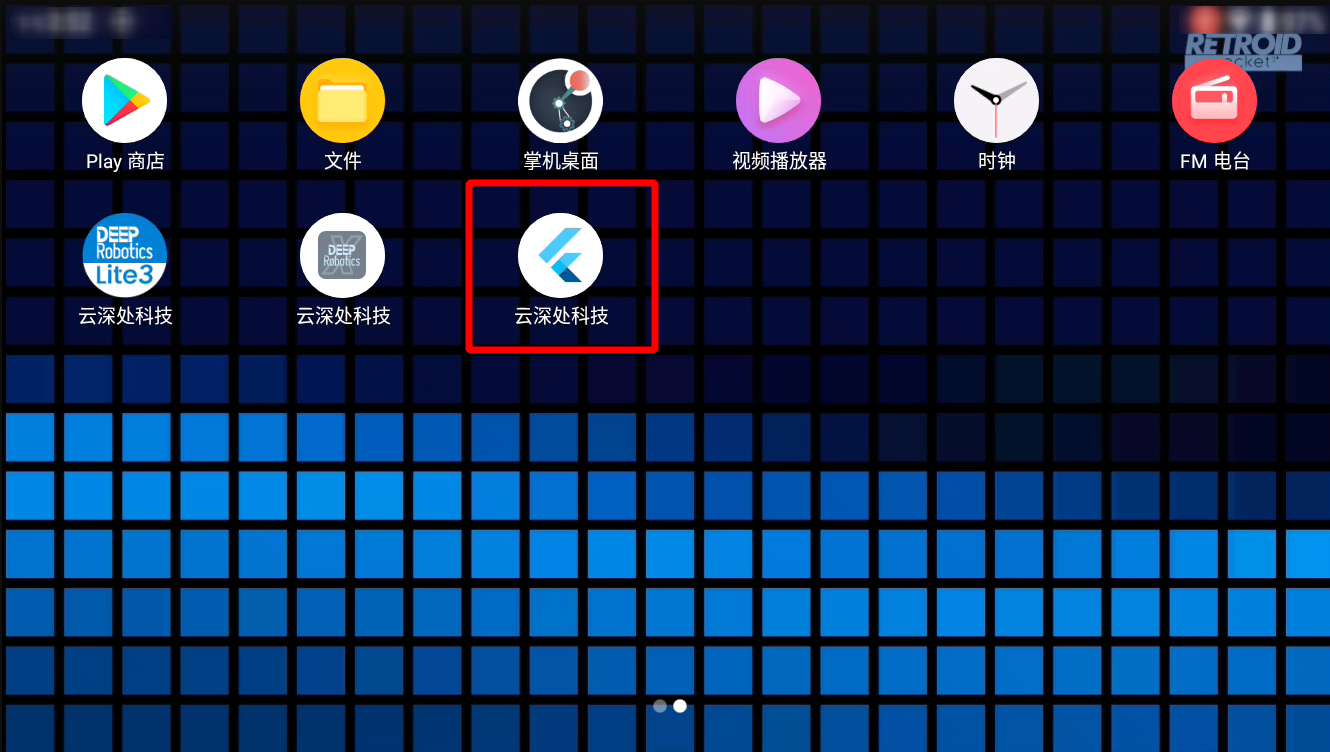 RETROID
ocket
Play 商店
文件
掌机桌面
视频播放器
时钟
FM 电台
DEEP
Robotics
Lite3
DEEP
Robotics
X
云深处科技
云深处科技
云深处科技